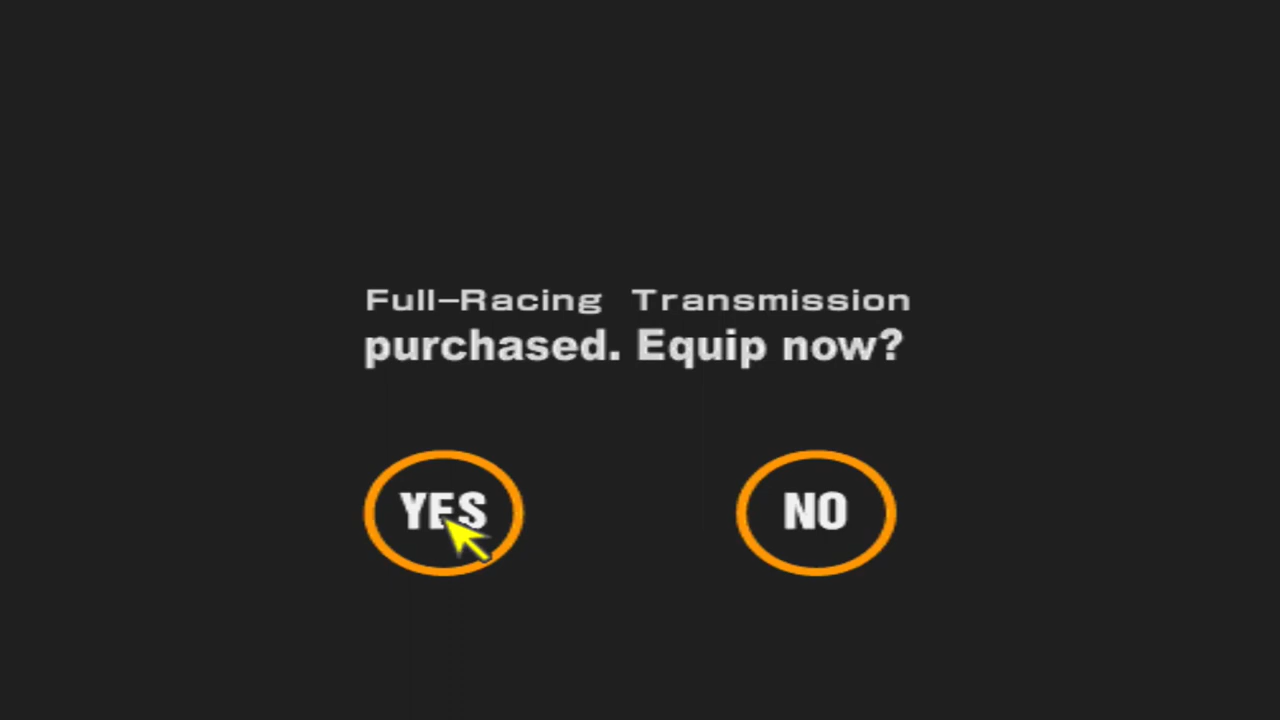 Full-Racing Transmission
purchased. Equip now?
YES NO